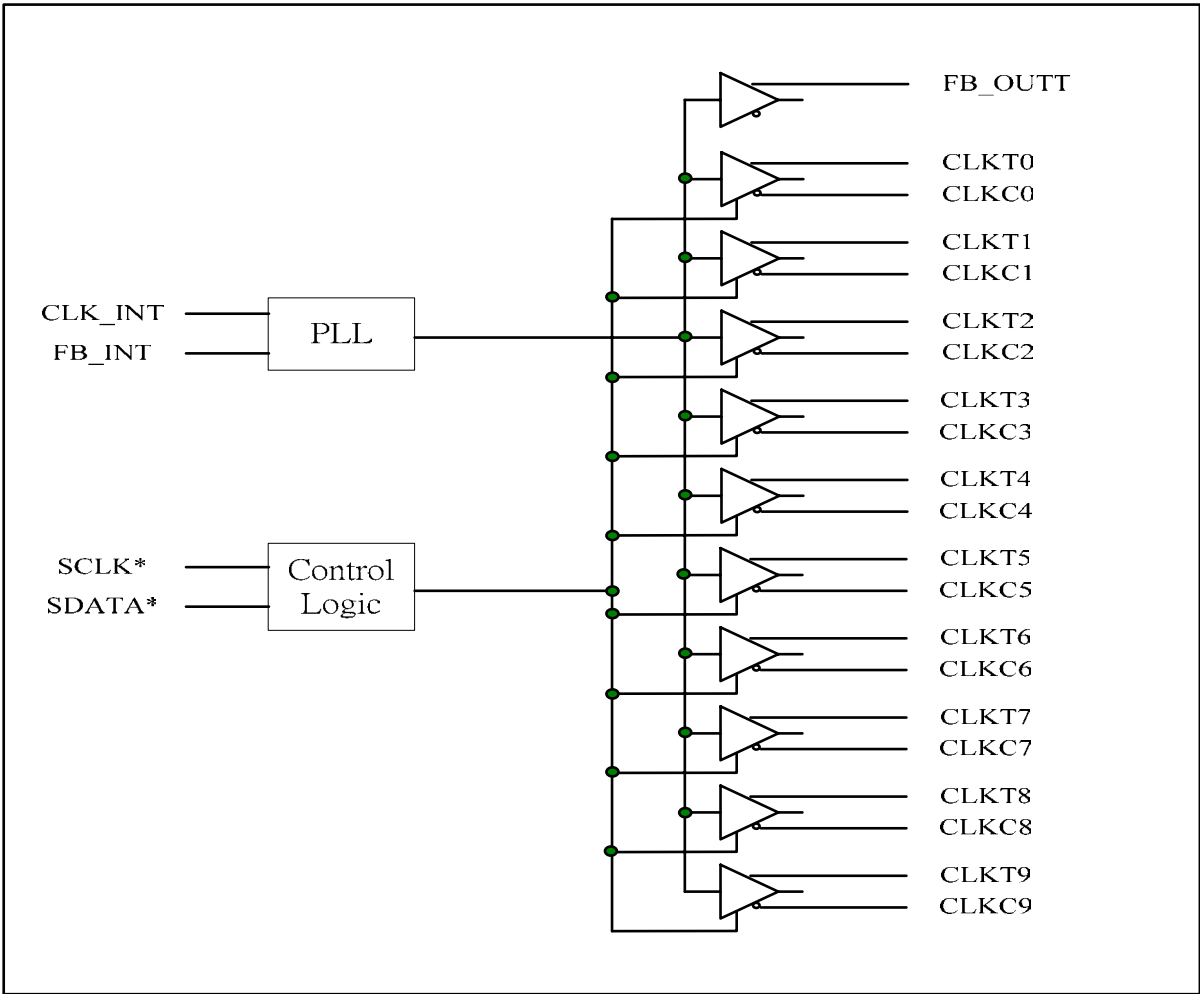 FB_OUTT
CLKT0
CLKC0
CLKT1
CLKC1
CLK_INT
FB_INT
PLL
CLKT2
CLKC2
CLKT3
CLKC3
CLKT4
CLKC4
SCLK*
SDATA*
Control
Logic
CLKT5
CLKC5
CLKT6
CLKC6
CLKT7
CLKC7
CLKT8
CLKC8
CLKT9
CLKC9